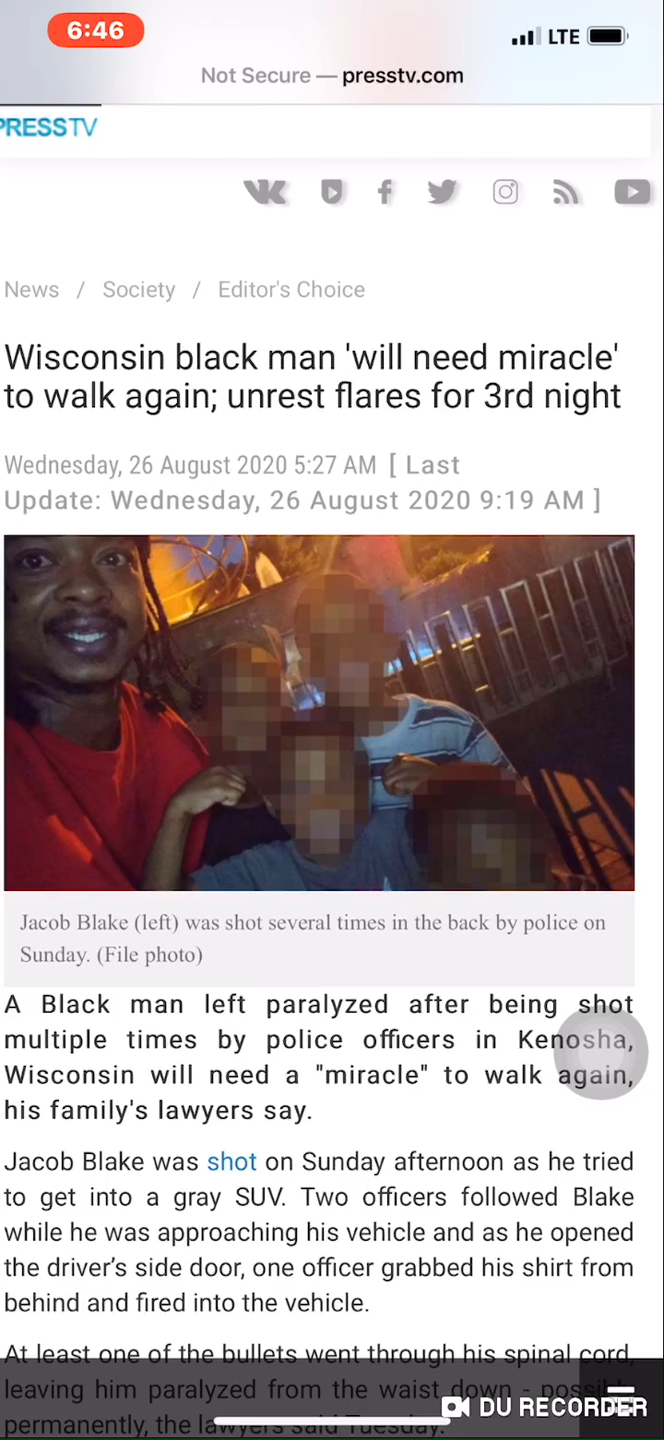 6:46
LTE
Not Secure — presstv.com
PRESSTV
News / Society / Editor's Choice
Wisconsin black man 'will need miracle'
to walk again; unrest flares for 3rd night
Wednesday, 26 August 2020 5:27 AM [ Last
Update: Wednesday, 26 August 2020 9:19 AM ]
Jacob Blake (left) was shot several times in the back by police on
Sunday. (File photo)
A Black man left paralyzed after being shot
multiple times by police officers in Kenosha,
Wisconsin will need a "miracle" to walk again,
his family's lawyers say.
Jacob Blake was shot on Sunday afternoon as he tried
to get into a gray SUV. Two officers followed Blake
while he was approaching his vehicle and as he opened
the driver’s side door, one officer grabbed his shirt from
behind and fired into the vehicle.
At least one of the bullets went through his spinal cord,
leaving him paralyzed from the waist down -
DU RECORDER
permanently, the lawyers said Tuesday.